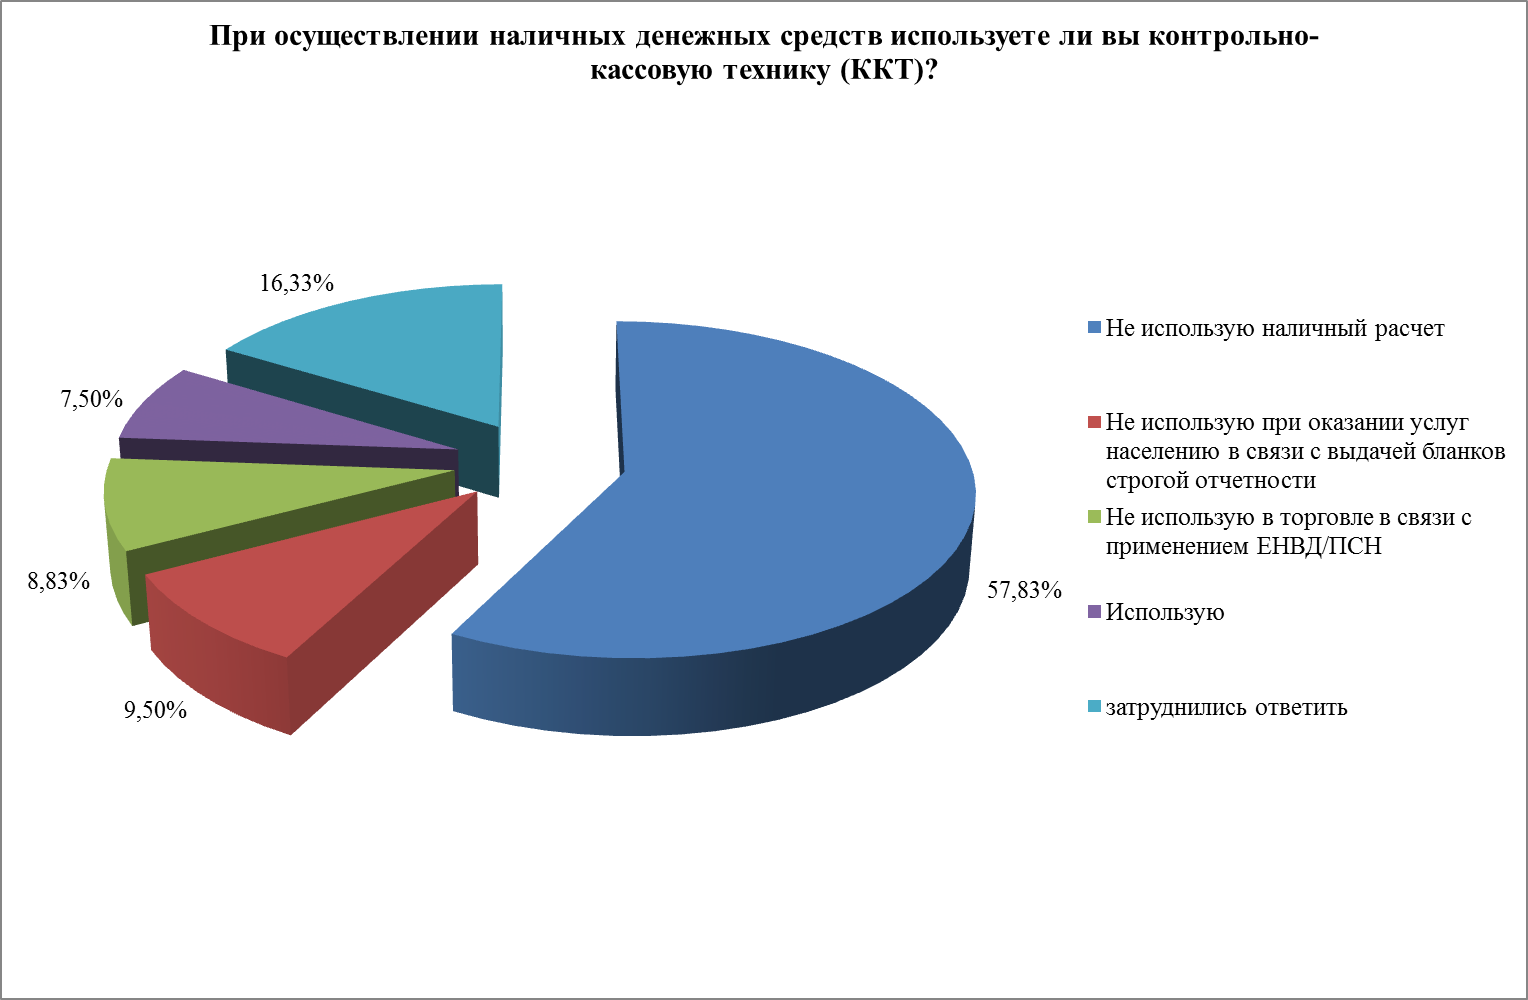 При осуществлении наличных денежных средств используете ли вы контрольно-
кассовую технику (ККТ)?
16,33%
7,50%
8,83%
9,50%
57,83%
Не использую наличный расчет
Не использую при оказании услуг
населению в связи с выдачей бланков
строгой отчетности
Не использую в торговле в связи с
применением ЕНВД/ПСН
Использую
затруднились ответить